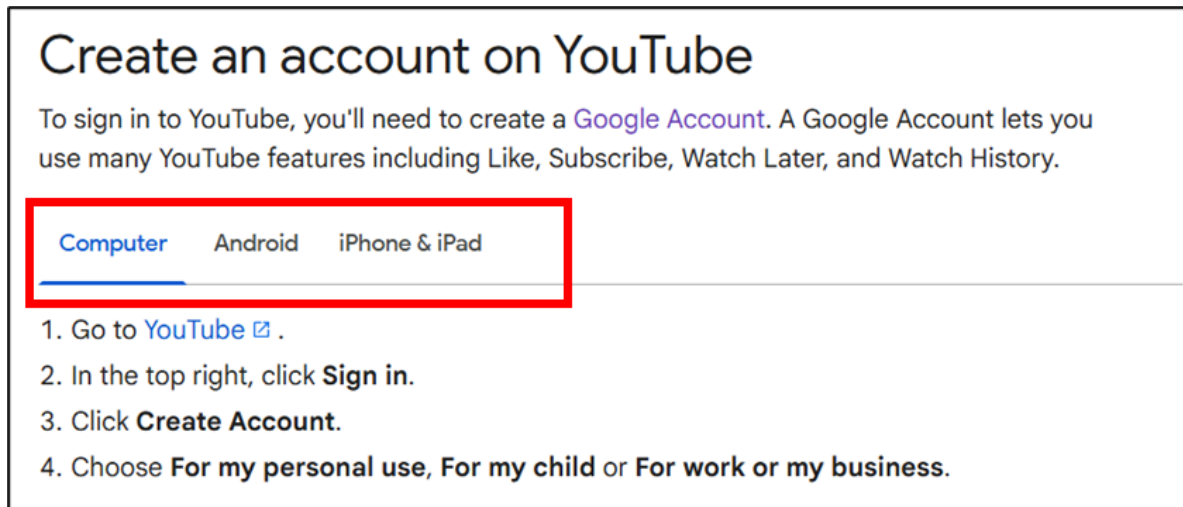 Create an account on YouTube
To sign in to YouTube, you'll need to create a Google Account. A Google Account lets you
use many YouTube features including Like, Subscribe, Watch Later, and Watch History.
Computer Android iPhone & iPad
1. Go to YouTube .
2. In the top right, click Sign in.
3. Click Create Account.
4. Choose For my personal use, For my child or For work or my business.